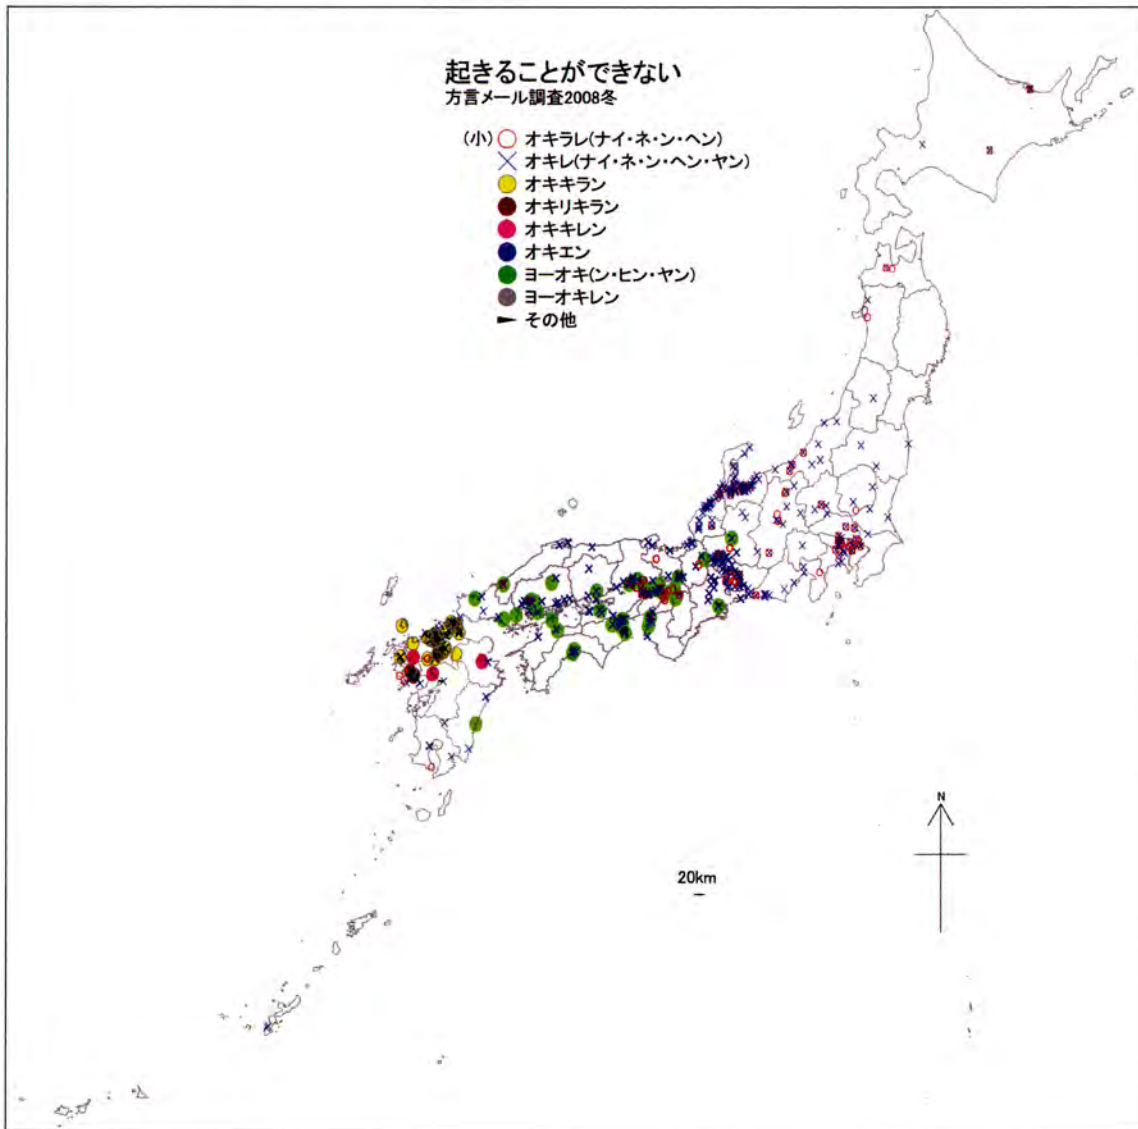 起きることができない
方言メール調査2008冬
(小) オキラレ(ナイ・ネ・ン・ヘン)
オキレ(ナイ・ネ・ン・ヘン・ヤン)
オキキラン
オキリキラン
オキキレン
オキエン
ヨーオキ(ン・ヒン・ヤン)
ヨーオキレン
その他
N
20km